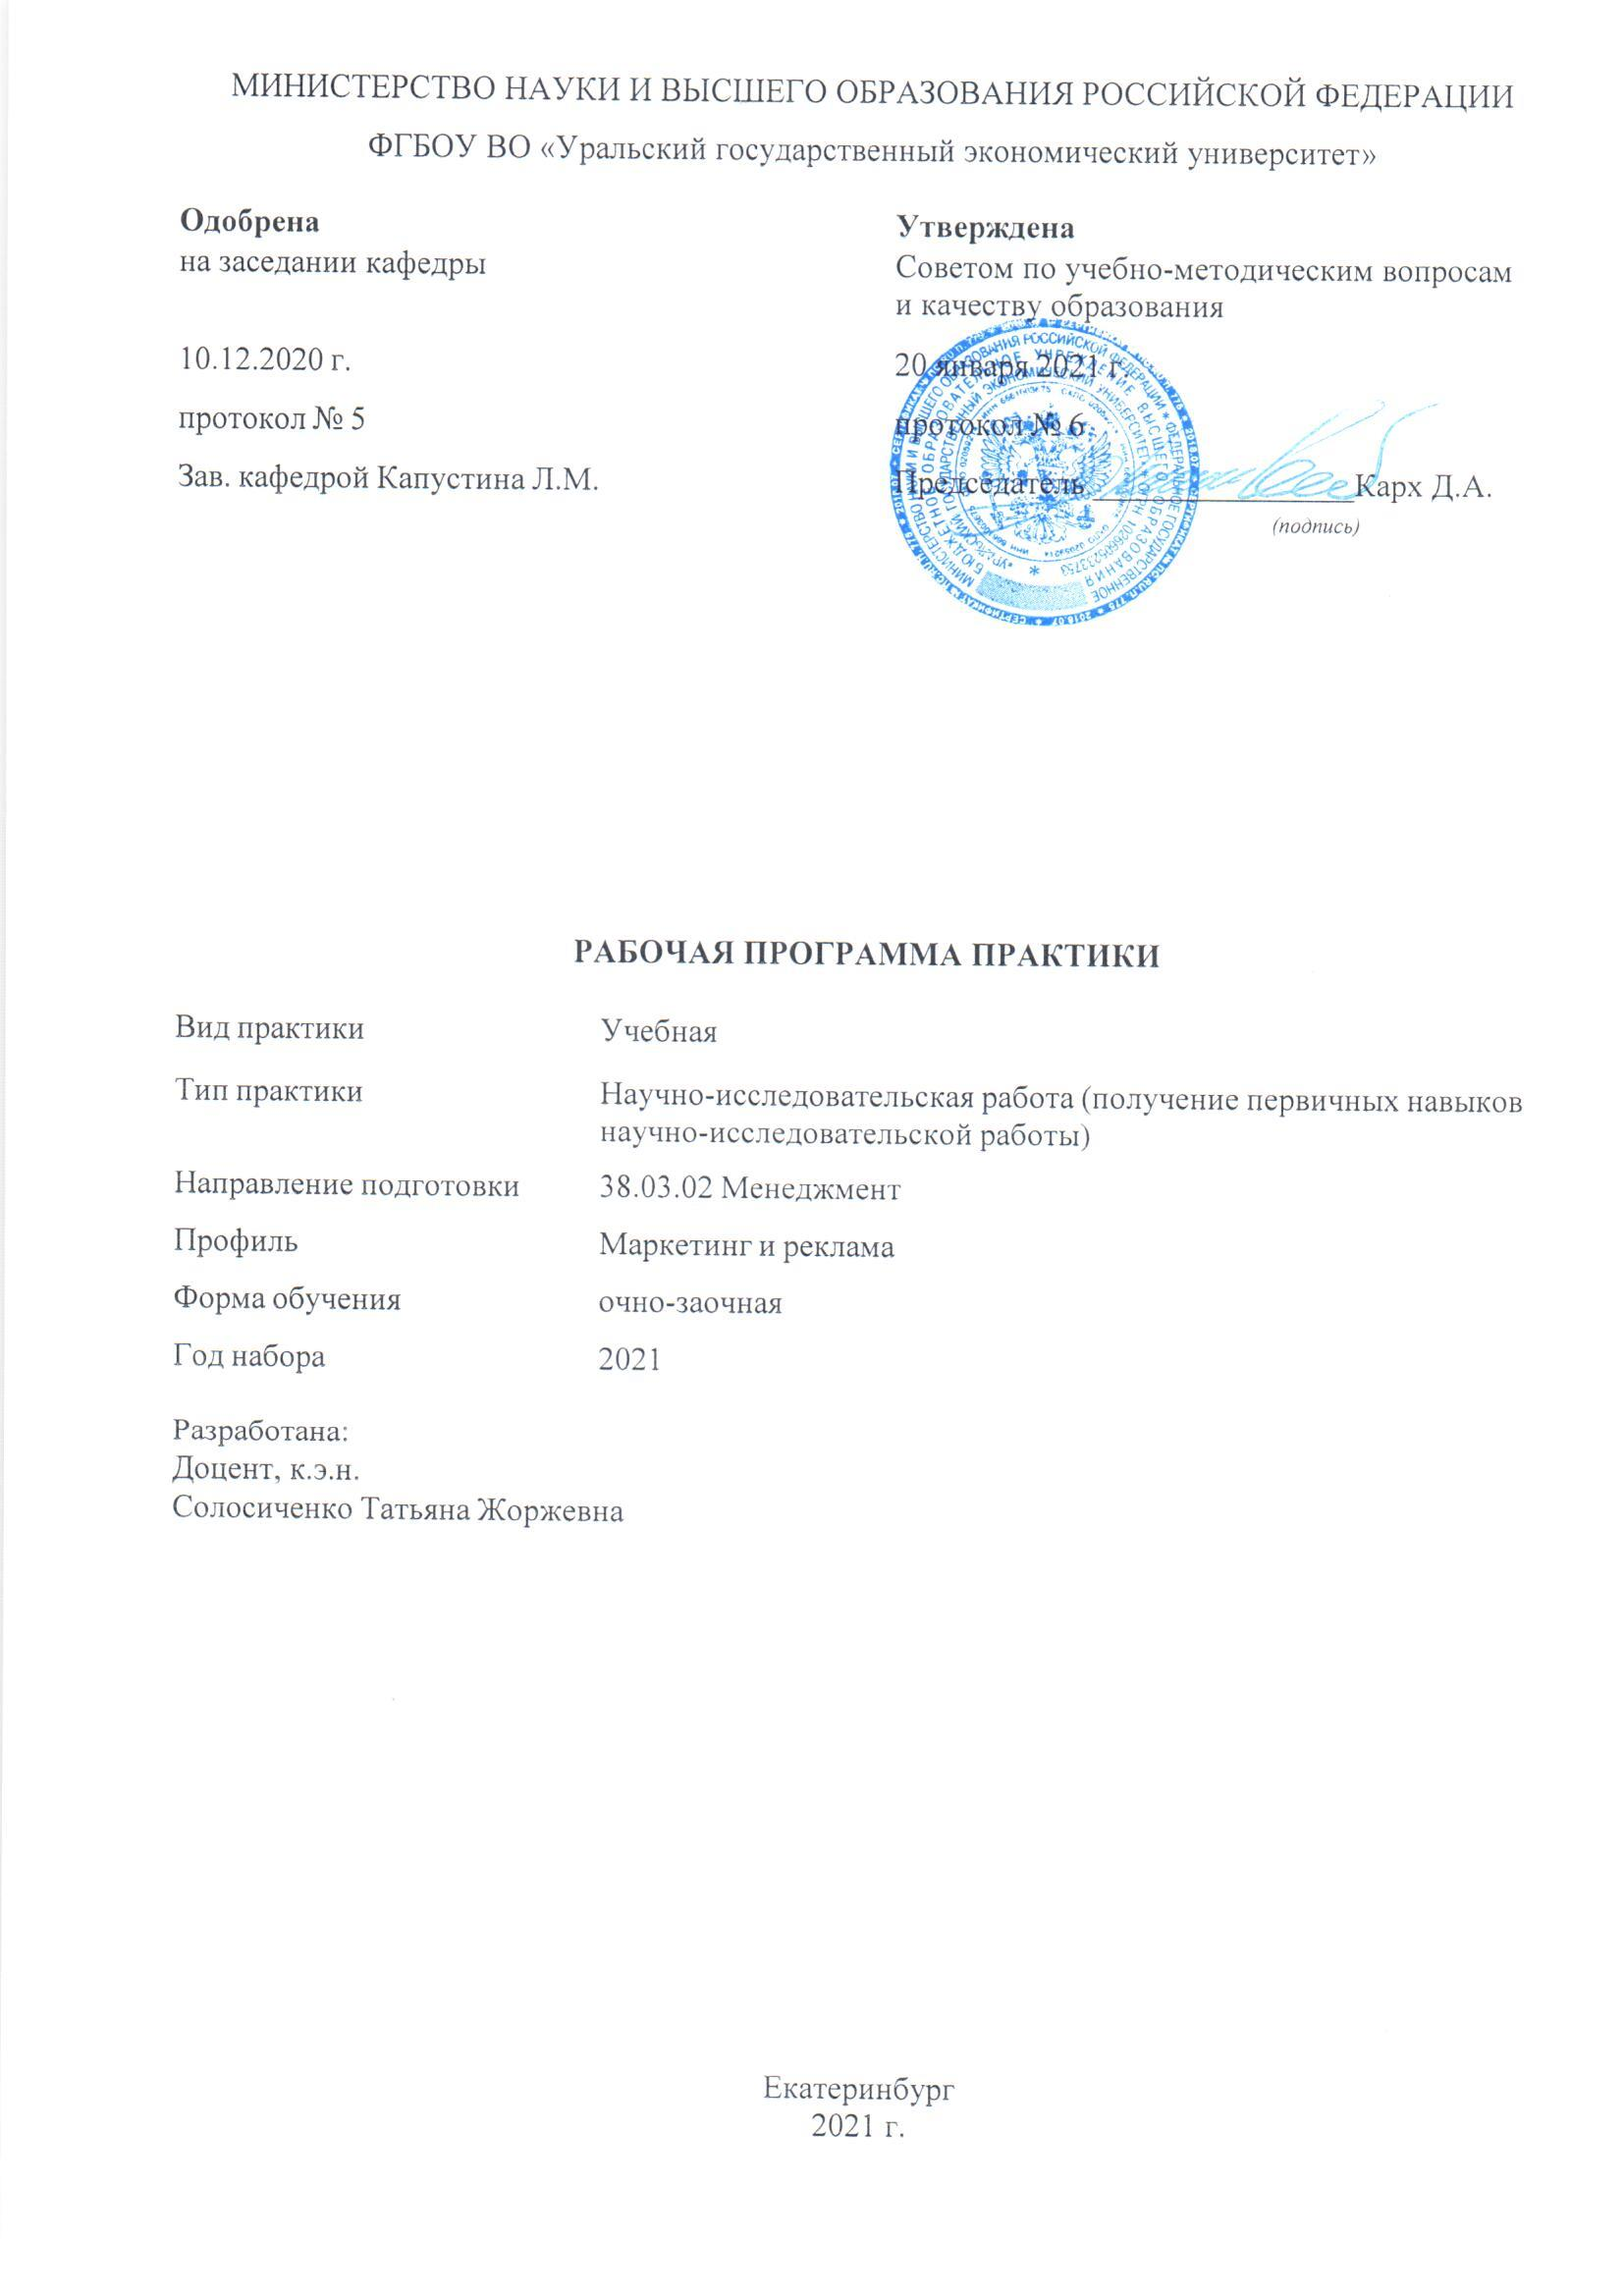 МИНИСТЕРСТВО НАУКИ И ВЫСШЕГО ОБРАЗОВАНИЯ РОССИЙСКОЙ ФЕДЕРАЦИИ
ФГБОУ ВО «Уральский государственный экономический университет»
Одобрена
на заседании кафедры
10.12.2020 г.
протокол № 5
Зав. кафедрой Капустина Л.М.
Утверждена
Советом по учебно-методическим вопросам
и качеству образования
20 января 2021 г.
протокол № 6
Председатель Карх Д.А.
(подпись)
РАБОЧАЯ ПРОГРАММА ПРАКТИКИ
Вид практики Учебная
Тип практики Научно-исследовательская работа (получение первичных навыков
научно-исследовательской работы)
Направление подготовки 38.03.02 Менеджмент
Профиль Маркетинг и реклама
Форма обучения очно-заочная
Год набора 2021
Разработана:
Доцент, к.э.н.
Солосиченко Татьяна Жоржевна
Екатеринбург
2021 г.